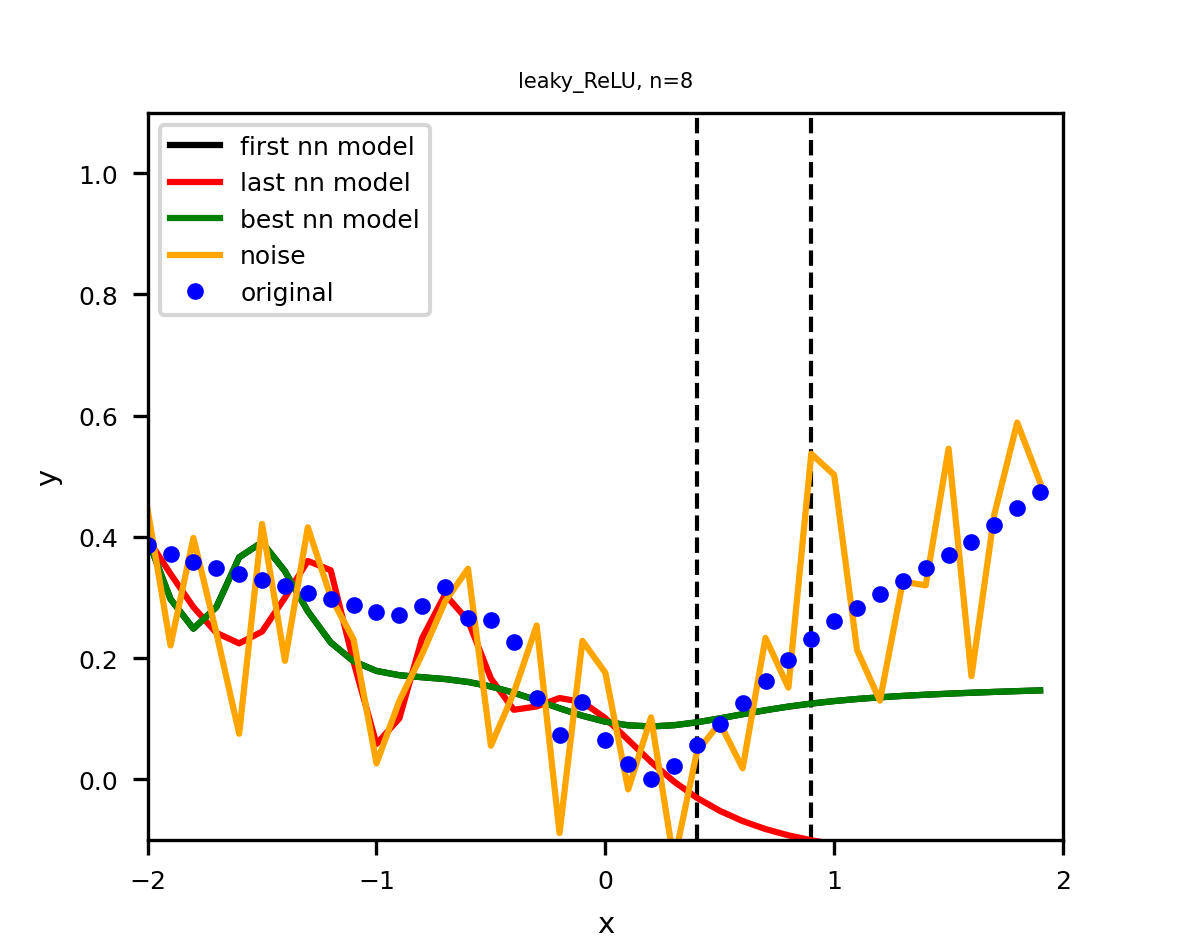 leaky_ReLU, n=8
first nn model
last nn model
best nn model
noise
original
1.0
0.8
0.6
0.4
0.2
0.0
y
−2
−1
0
1
2
x